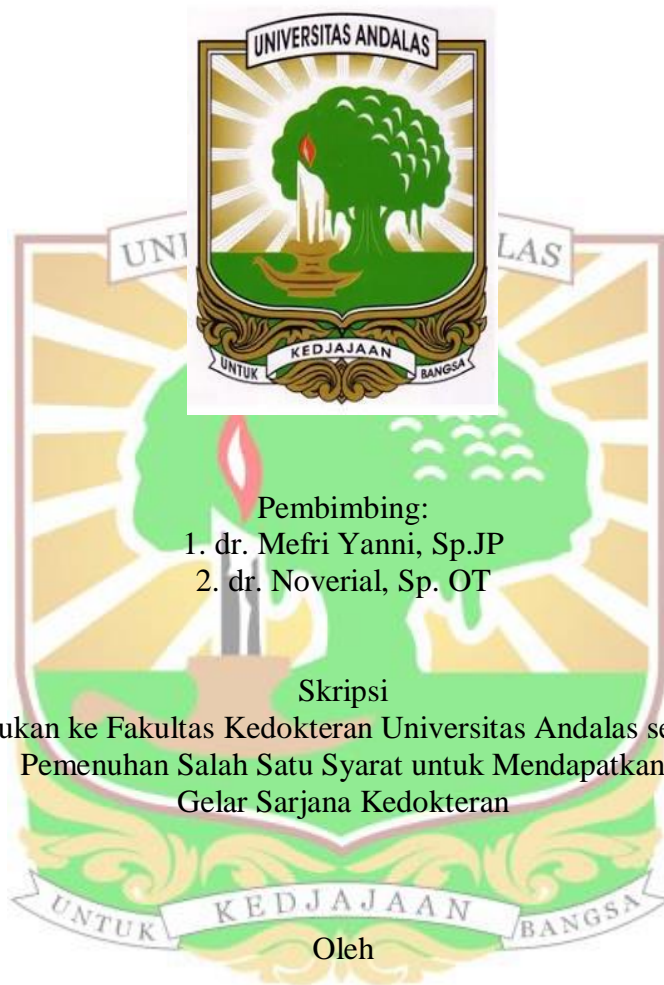 UNIVERSITAS ANDALAS
UNTUK KEDJAJAAN BANGSA
Pembimbing:
1. dr. Mefri Yanni, Sp.JP
2. dr. Noverial, Sp. OT
Skripsi
ukan ke Fakultas Kedokteran Universitas Andalas se
Pemenuhan Salah Satu Syarat untuk Mendapatkan
Gelar Sarjana Kedokteran
UNTUK KEDJAJAAN BANGSA
Oleh